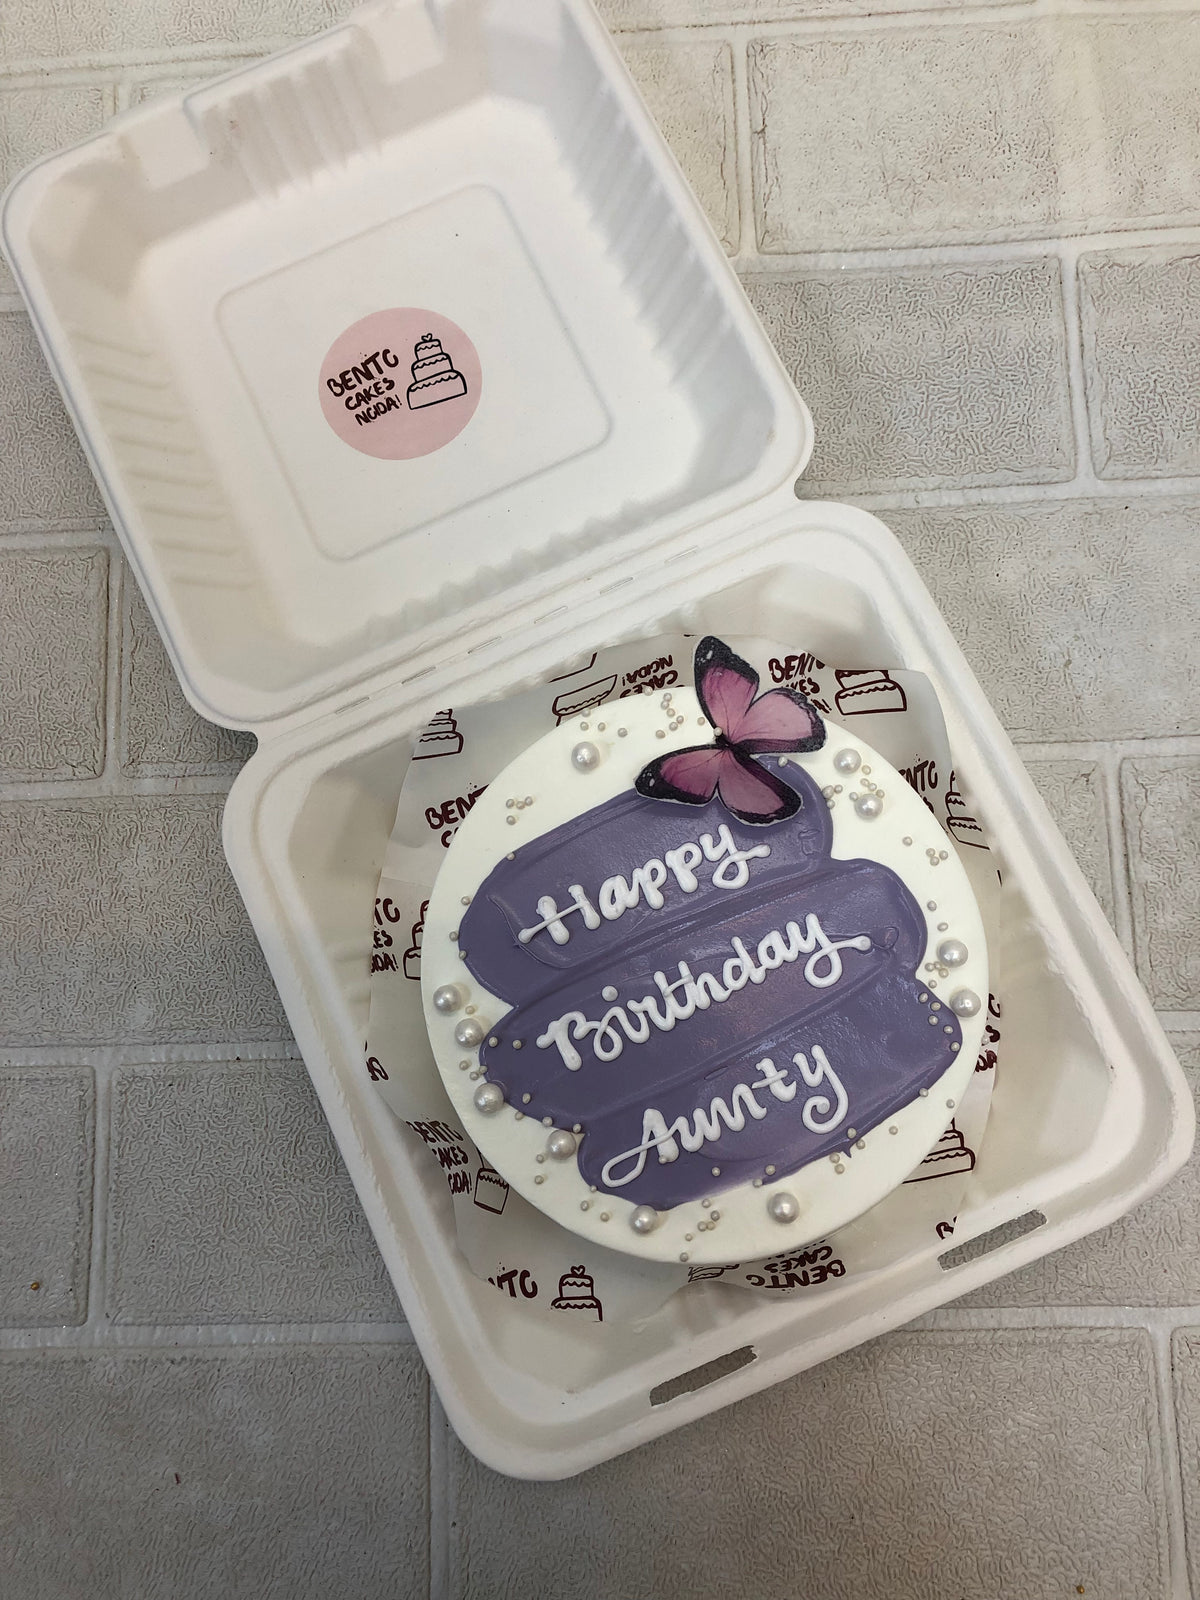 BENTO
CAKES
NOIDA!
Happy
Birthday
Aunty